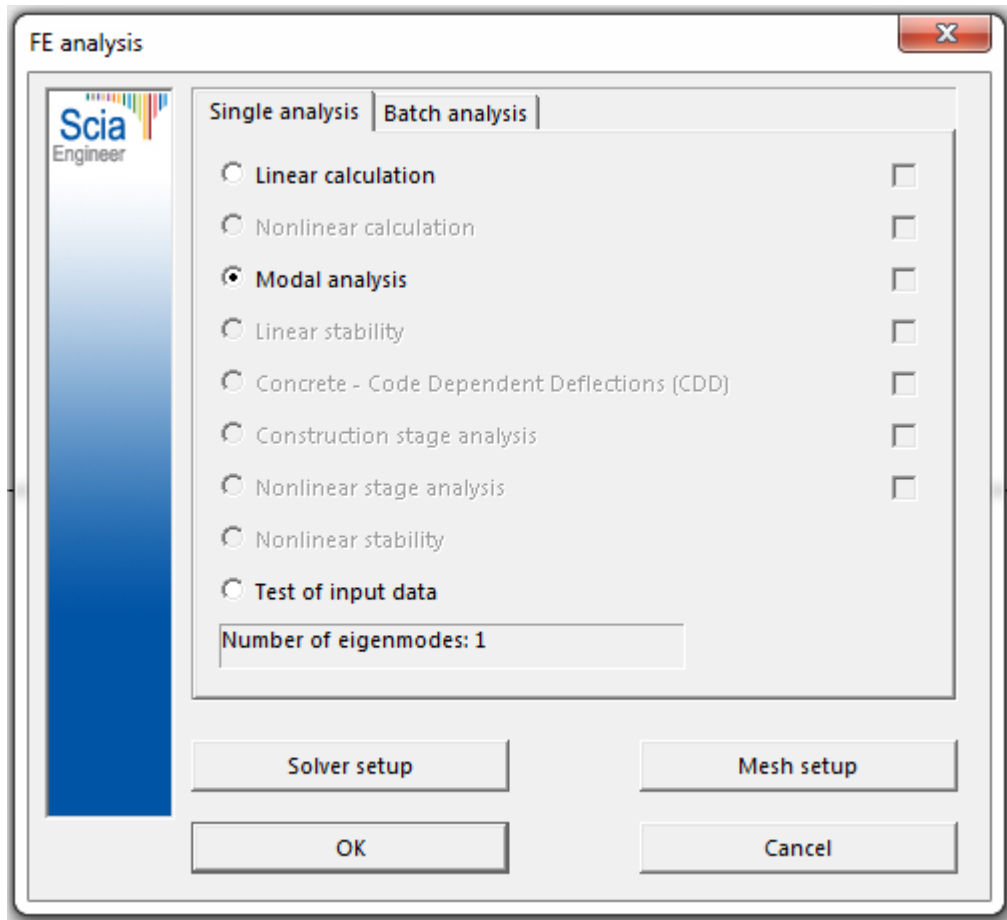 FE analysis
Scia
Engineer
Single analysis
Batch analysis
Linear calculation
Nonlinear calculation
Modal analysis
Linear stability
Concrete - Code Dependent Deflections (CDD)
Construction stage analysis
Nonlinear stage analysis
Nonlinear stability
Test of input data
Number of eigenmodes: 1
Solver setup
Mesh setup
OK
Cancel